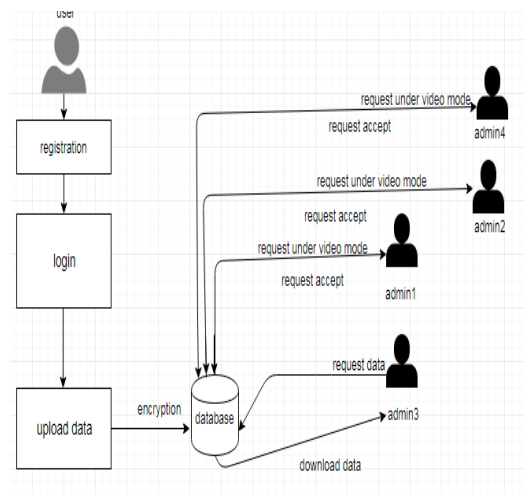 user
request under video mode
request accept
admin4
registration
request under video mode
admin2
request accept
request under video mode
login
request accept
admin1
request data
encryption
database
admin3
upload data
download data